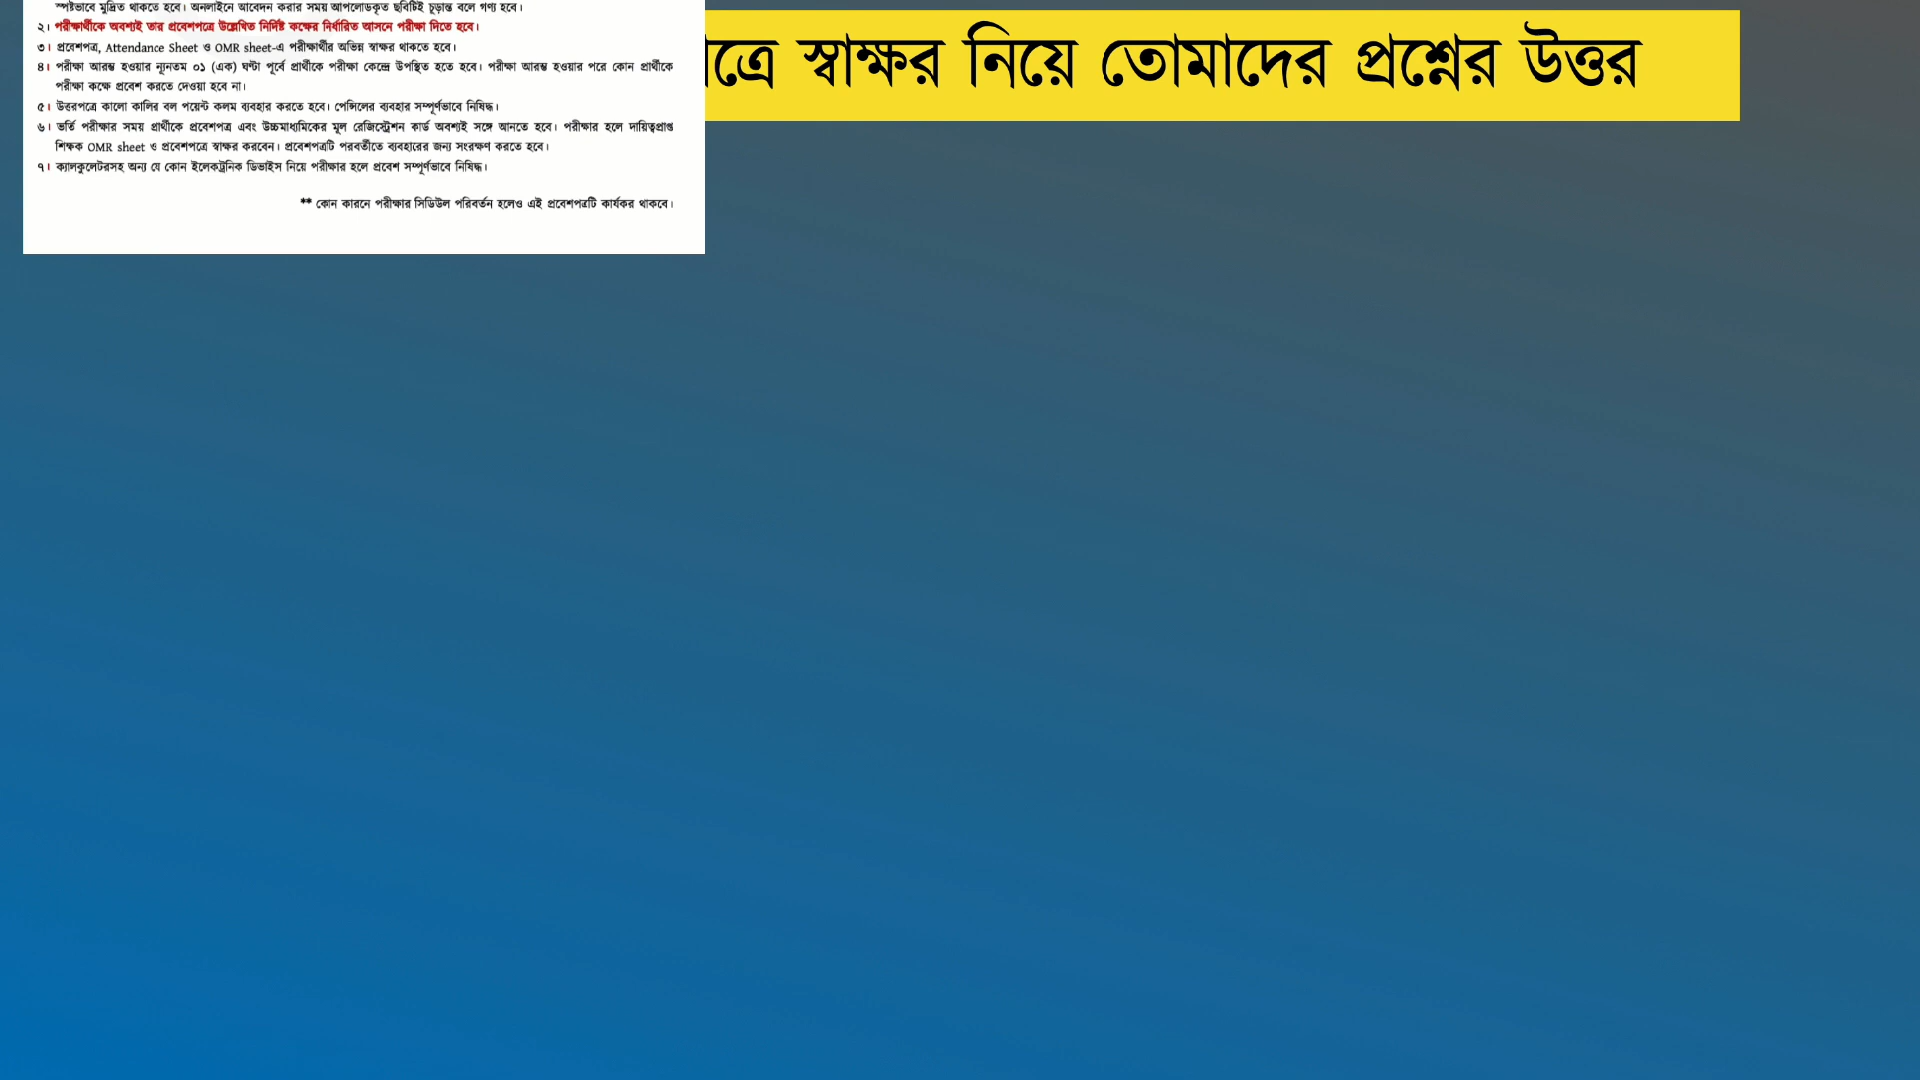 স্পষ্টভাবে মুদ্রিত থাকতে হবে। অনলাইনে আবেদন করার সময় আপলোডকৃত ছবিটিই চূড়ান্ত বলে গণ্য হবে।
২। পরীক্ষার্থীকে অবশ্যই তার প্রবেশপত্রে উল্লেখিত নির্দিষ্ট কক্ষের নির্ধারিত আসনে পরীক্ষা দিতে হবে।
৩। প্রবেশপত্র, Attendance Sheet ও OMR sheet-এ পরীক্ষার্থীর অভিন্ন স্বাক্ষর থাকতে হবে।
৪। পরীক্ষা আরম্ভ হওয়ার ন্যূনতম ০১ (এক) ঘণ্টা পূর্বে প্রার্থীকে পরীক্ষা কেন্দ্রে উপস্থিত হতে হবে। পরীক্ষা আরম্ভ হওয়ার পরে কোন প্রার্থীকে
পরীক্ষা কক্ষে প্রবেশ করতে দেওয়া হবে না।
৫। উত্তরপত্রে কালো কালির বল পয়েন্ট কলম ব্যবহার করতে হবে। পেন্সিলের ব্যবহার সম্পূর্ণভাবে নিষিদ্ধ।
৬। ভর্তি পরীক্ষার সময় প্রার্থীকে প্রবেশপত্র এবং উচ্চমাধ্যমিকের মূল রেজিস্ট্রেশন কার্ড অবশ্যই সঙ্গে আনতে হবে। পরীক্ষার হলে দায়িত্বপ্রাপ্ত
শিক্ষক OMR sheet ও প্রবেশপত্রে স্বাক্ষর করবেন। প্রবেশপত্রটি পরবর্তীতে ব্যবহারের জন্য সংরক্ষণ করতে হবে।
৭। ক্যালকুলেটরসহ অন্য যে কোন ইলেকট্রনিক ডিভাইস নিয়ে পরীক্ষার হলে প্রবেশ সম্পূর্ণভাবে নিষিদ্ধ।
** কোন কারনে পরীক্ষার সিডিউল পরিবর্তন হলেও এই প্রবেশপত্রটি কার্যকর থাকবে।
স্বাক্ষর নিয়ে তোমাদের প্রশ্নের উত্তর